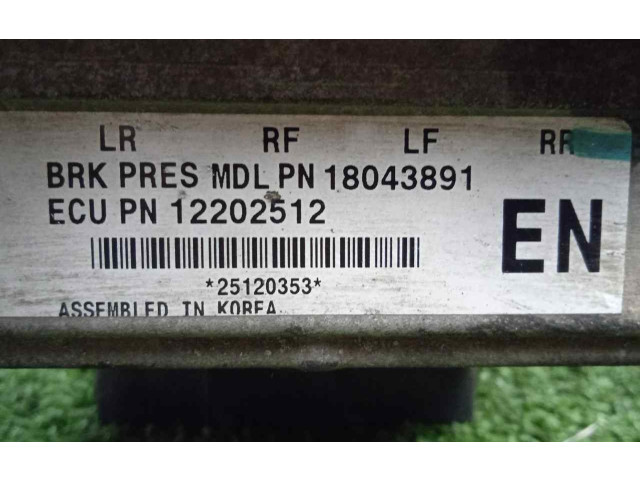 LR RF LF RR
BRK PRES MDL PN 18043891
ECU PN 12202512
EN
*25120353*
ASSEMBLED IN KOREA